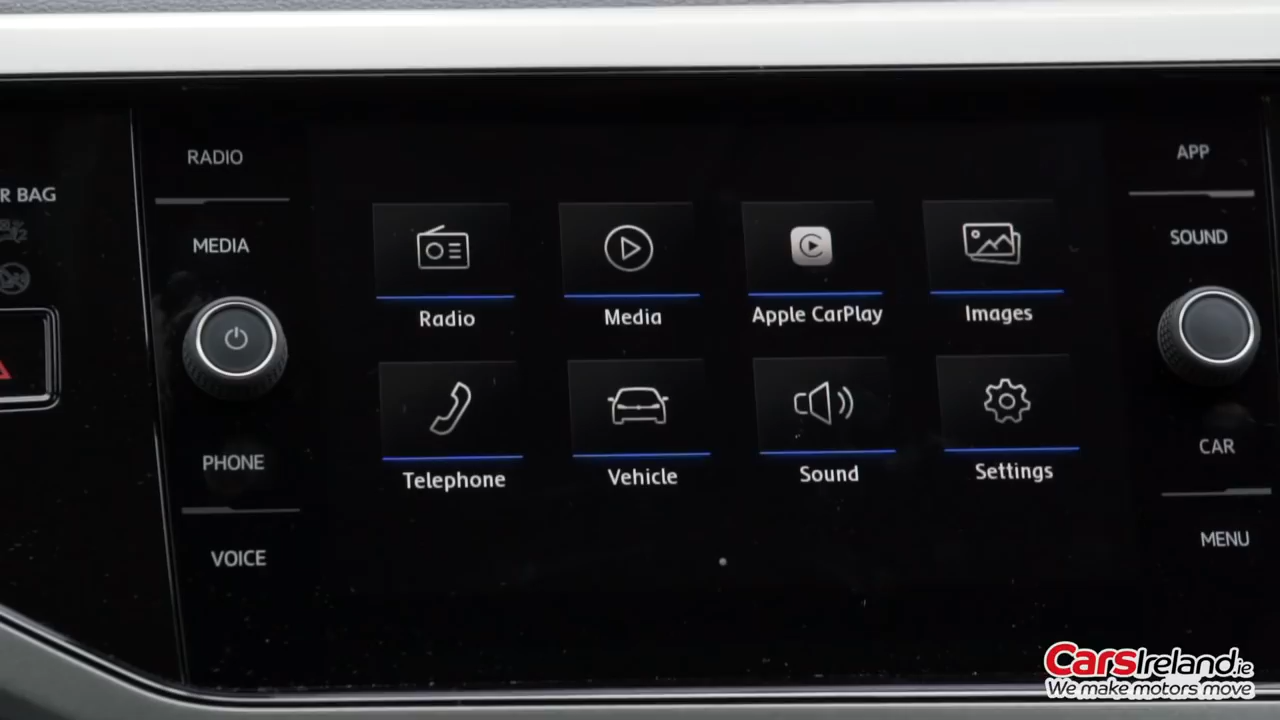 RADIO
APP
R BAG
MEDIA
SOUND
Radio
Media
Apple CarPlay
Images
PHONE
CAR
Telephone
Vehicle
Sound
Settings
VOICE
MENU
CarsIreland.ie
We make motors move